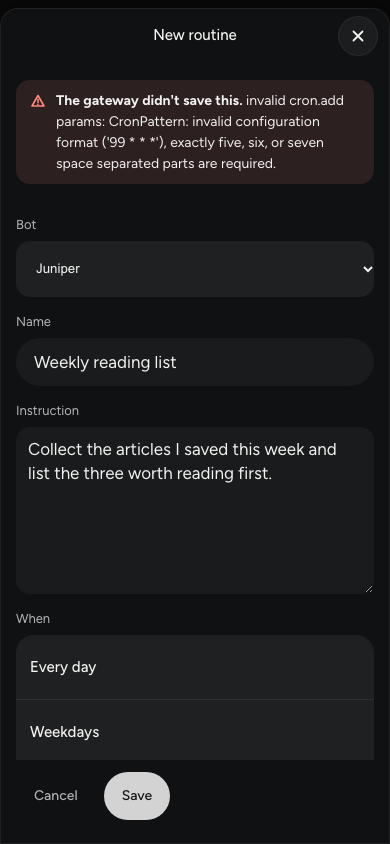 New routine
The gateway didn't save this. invalid cron.add
params: CronPattern: invalid configuration
format ('99 * * *'), exactly five, six, or seven
space separated parts are required.
Bot
Juniper
Name
Weekly reading list
Instruction
Collect the articles I saved this week and
list the three worth reading first.
When
Every day
Weekdays
Cancel
Save